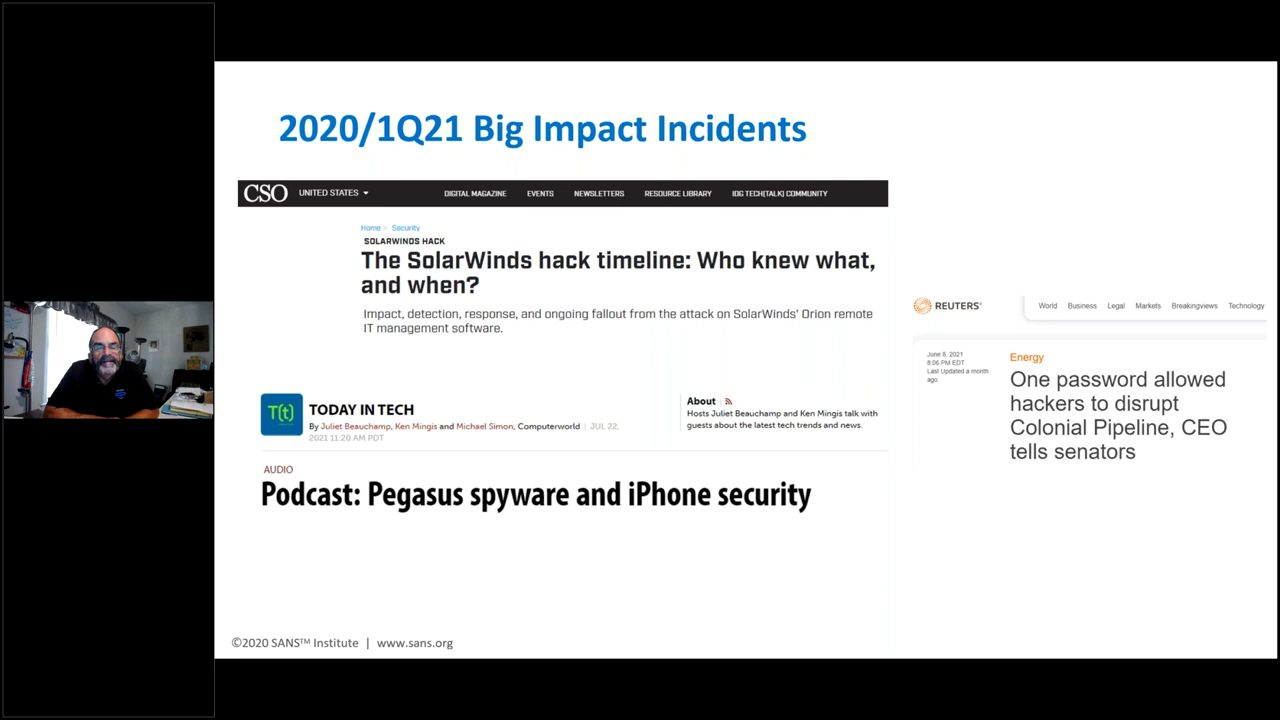 2020/1Q21 Big Impact Incidents
CSO UNITED STATES DIGITAL MAGAZINE EVENTS NEWSLETTERS RESOURCE LIBRARY IDG TECH(TALK) COMMUNITY
Home > Security
SOLARWINDS HACK
The SolarWinds hack timeline: Who knew what,
and when?
Impact, detection, response, and ongoing fallout from the attack on SolarWinds' Orion remote
IT management software.
T(t)
TODAY IN TECH
By Juliet Beauchamp, Ken Mingis and Michael Simon, Computerworld | JUL 22,
2021 11:20 AM PDT
About
Hosts Juliet Beauchamp and Ken Mingis talk with
guests about the latest tech trends and news.
AUDIO
Podcast: Pegasus spyware and iPhone security
REUTERS® World Business Legal Markets Breakingviews Technology
June 8, 2021
8:06 PM EDT
Last Updated a month
ago
Energy
One password allowed
hackers to disrupt
Colonial Pipeline, CEO
tells senators
©2020 SANS™ Institute | www.sans.org